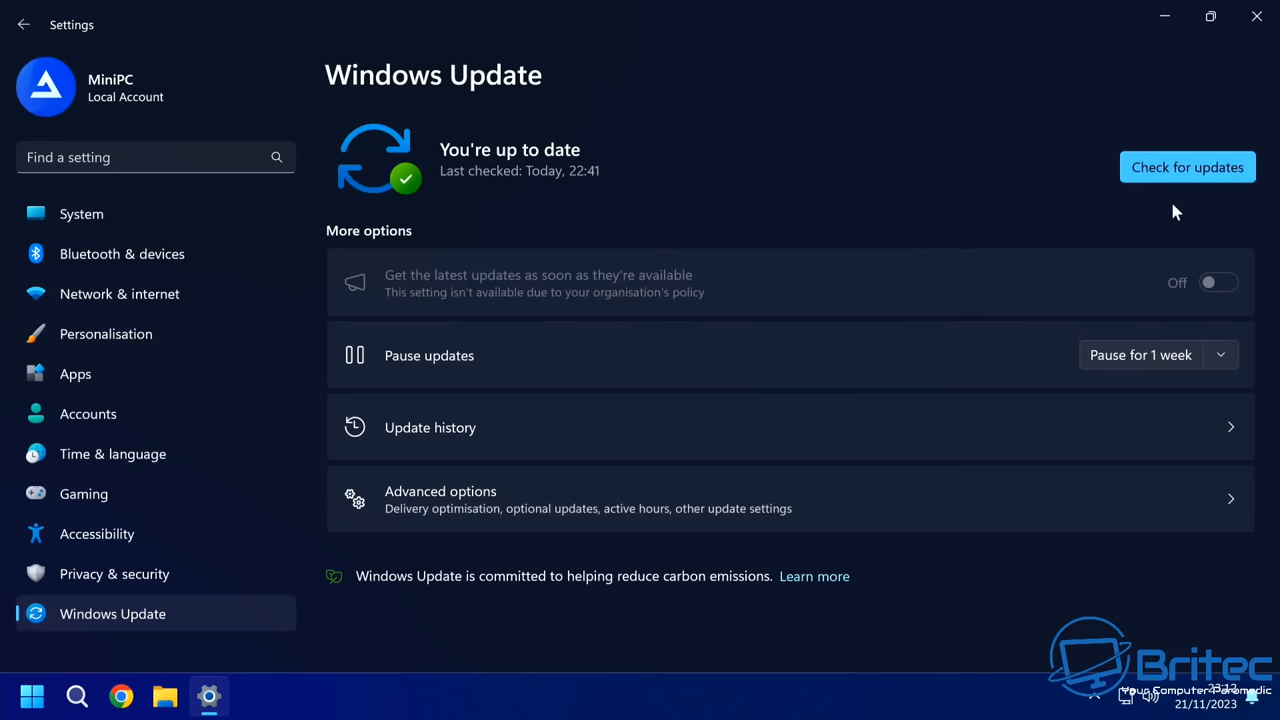 Settings
MiniPC
Local Account
Find a setting
System
Bluetooth & devices
Network & internet
Personalisation
Apps
Accounts
Time & language
Gaming
Accessibility
Privacy & security
Windows Update
Windows Update
You're up to date
Last checked: Today, 22:41
Check for updates
More options
Get the latest updates as soon as they're available
This setting isn't available due to your organisation's policy
Off
Pause updates
Pause for 1 week
Update history
Advanced options
Delivery optimisation, optional updates, active hours, other update settings
Windows Update is committed to helping reduce carbon emissions. Learn more
Britec
Your Computer Paramedic
21/11/2023